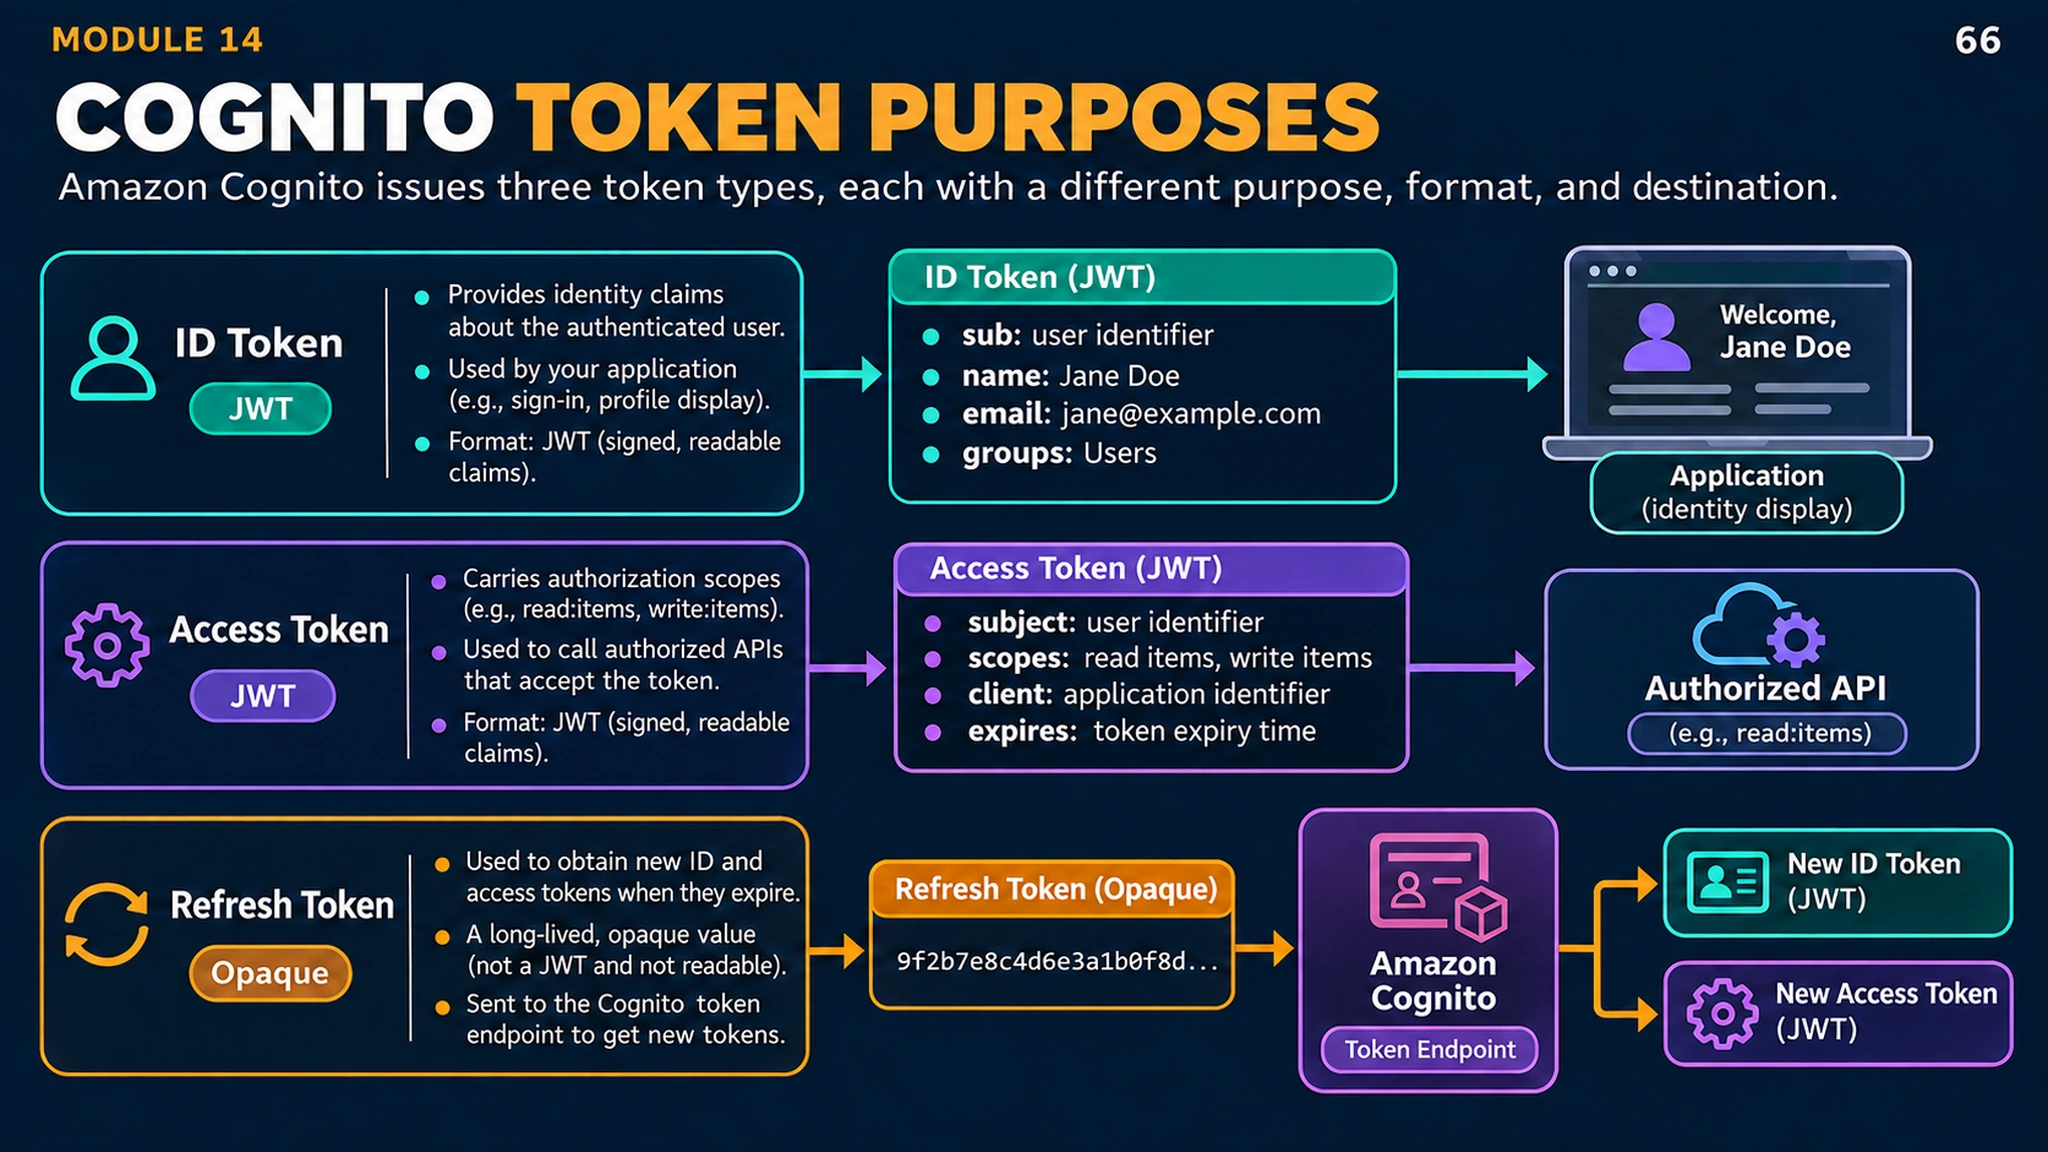 MODULE 14
66
COGNITO TOKEN PURPOSES
Amazon Cognito issues three token types, each with a different purpose, format, and destination.
ID Token
JWT
Provides identity claims
about the authenticated user.
Used by your application
(e.g., sign-in, profile display).
Format: JWT (signed, readable
claims).
ID Token (JWT)
sub: user identifier
name: Jane Doe
email: jane@example.com
groups: Users
Welcome,
Jane Doe
Application
(identity display)
Access Token
JWT
Carries authorization scopes
(e.g., read:items, write:items).
Used to call authorized APIs
that accept the token.
Format: JWT (signed, readable
claims).
Access Token (JWT)
subject: user identifier
scopes: read items, write items
client: application identifier
expires: token expiry time
Authorized API
(e.g., read:items)
Refresh Token
Opaque
Used to obtain new ID and
access tokens when they expire.
A long-lived, opaque value
(not a JWT and not readable).
Sent to the Cognito token
endpoint to get new tokens.
Refresh Token (Opaque)
9f2b7e8c4d6e3a1b0f8d...
Amazon
Cognito
Token Endpoint
New ID Token
(JWT)
New Access Token
(JWT)